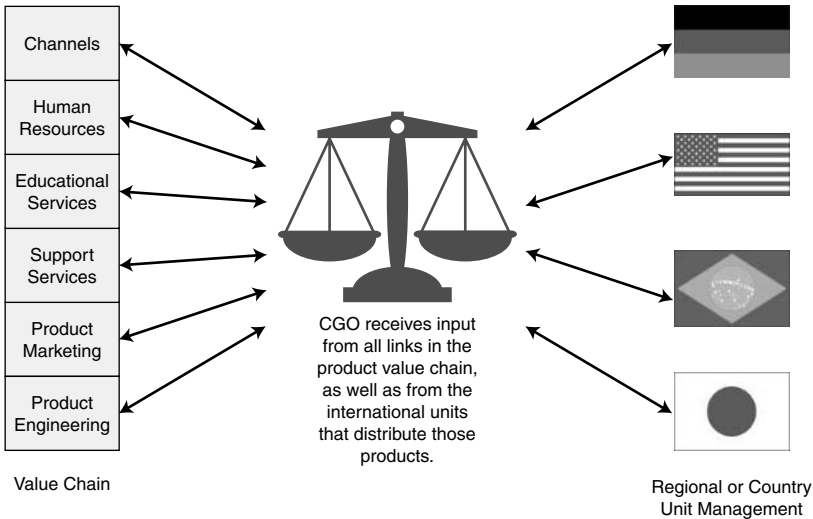 Channels
Human
Resources
Educational
Services
Support
Services
Product
Marketing
Product
Engineering
Value Chain
CGO receives input
from all links in the
product value chain,
as well as from the
international units
that distribute those
products.
Regional or Country
Unit Management